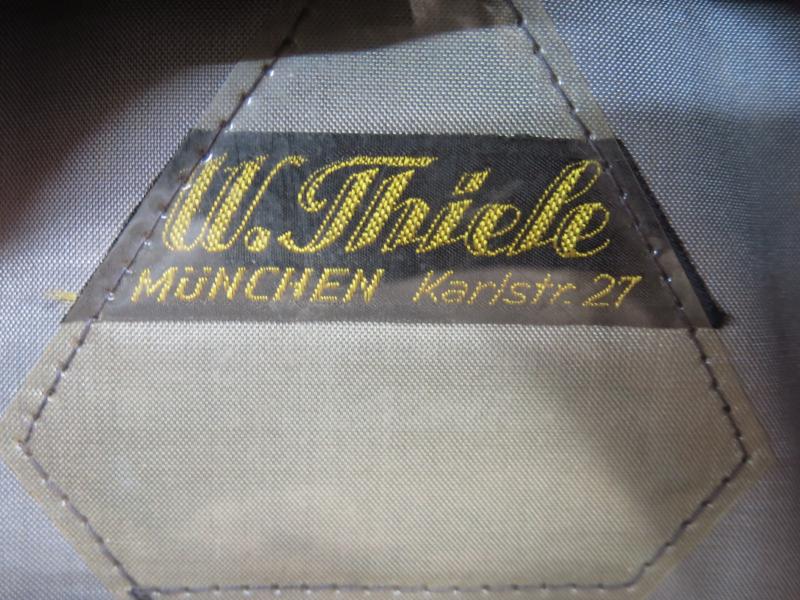 W. Thiele
MÜNCHEN Karlstr. 27